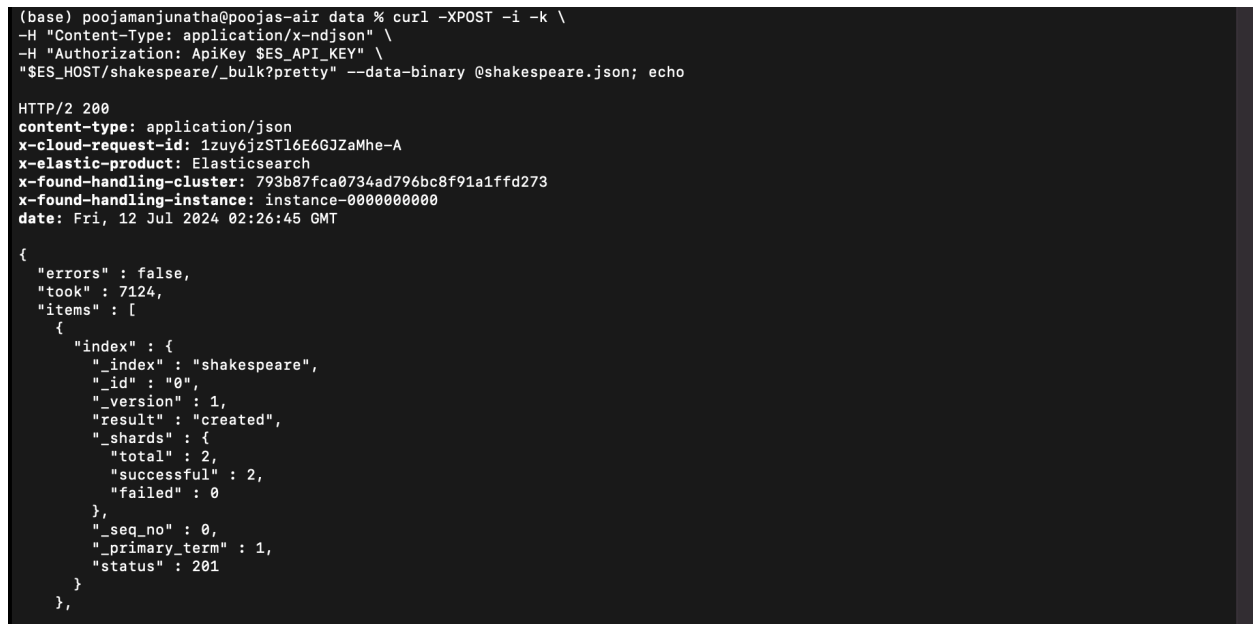 (base) poojamanjunatha@poojas-air data % curl -XPOST -i -k \
-H "Content-Type: application/x-ndjson" \
-H "Authorization: ApiKey $ES_API_KEY" \
"$ES_HOST/shakespeare/_bulk?pretty" --data-binary @shakespeare.json; echo
HTTP/2 200
content-type: application/json
x-cloud-request-id: 1zuy6jzSTl6E6GJZaMhe-A
x-elastic-product: Elasticsearch
x-found-handling-cluster: 793b87fca0734ad796bc8f91a1ffd273
x-found-handling-instance: instance-0000000000
date: Fri, 12 Jul 2024 02:26:45 GMT
{
  "errors" : false,
  "took" : 7124,
  "items" : [
    {
      "index" : {
        "_index" : "shakespeare",
        "_id" : "0",
        "_version" : 1,
        "result" : "created",
        "_shards" : {
          "total" : 2,
          "successful" : 2,
          "failed" : 0
        },
        "_seq_no" : 0,
        "_primary_term" : 1,
        "status" : 201
      }
    },